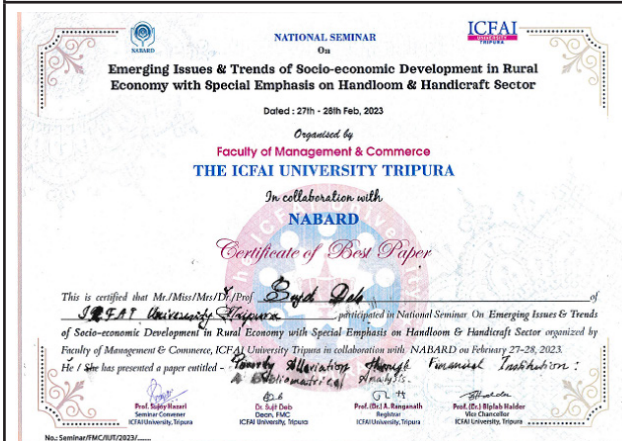 NABARD
NATIONAL SEMINAR
ICFAI
UNIVERSITY
TRIPURA
On
Emerging Issues & Trends of Socio-economic Development in Rural
Economy with Special Emphasis on Handloom & Handicraft Sector
Dated : 27th - 28th Feb, 2023
Organised by
Faculty of Management & Commerce
THE ICFAI UNIVERSITY TRIPURA
In collaboration with
NABARD
Certificate of Best Paper
This is certified that Mr./Miss/Mrs/Dr/Prof Sujit Deb of
ICFAI University Tripura participated in National Seminar On Emerging Issues & Trends
of Socio-economic Development in Rural Economy with Special Emphasis on Handloom & Handicraft Sector organized by
Faculty of Management & Commerce, ICFAI University Tripura in collaboration with NABARD on February 27-28, 2023.
He / She has presented a paper entitled - Poverty Alleviation through Financial Institution :
A Bibliometrical Analysis.
Prof. Sujoy Hazari
Seminar Convener
ICFAI University, Tripura
Dr. Sujit Deb
Dean, FMC
ICFAI University, Tripura
Prof. (Dr.) A. Ranganath
Registrar
ICFAI University, Tripura
Prof. (Dr.) Biplab Halder
Vice Chancellor
ICFAI University, Tripura
No.: Seminar/FMC/IUT/2023/......